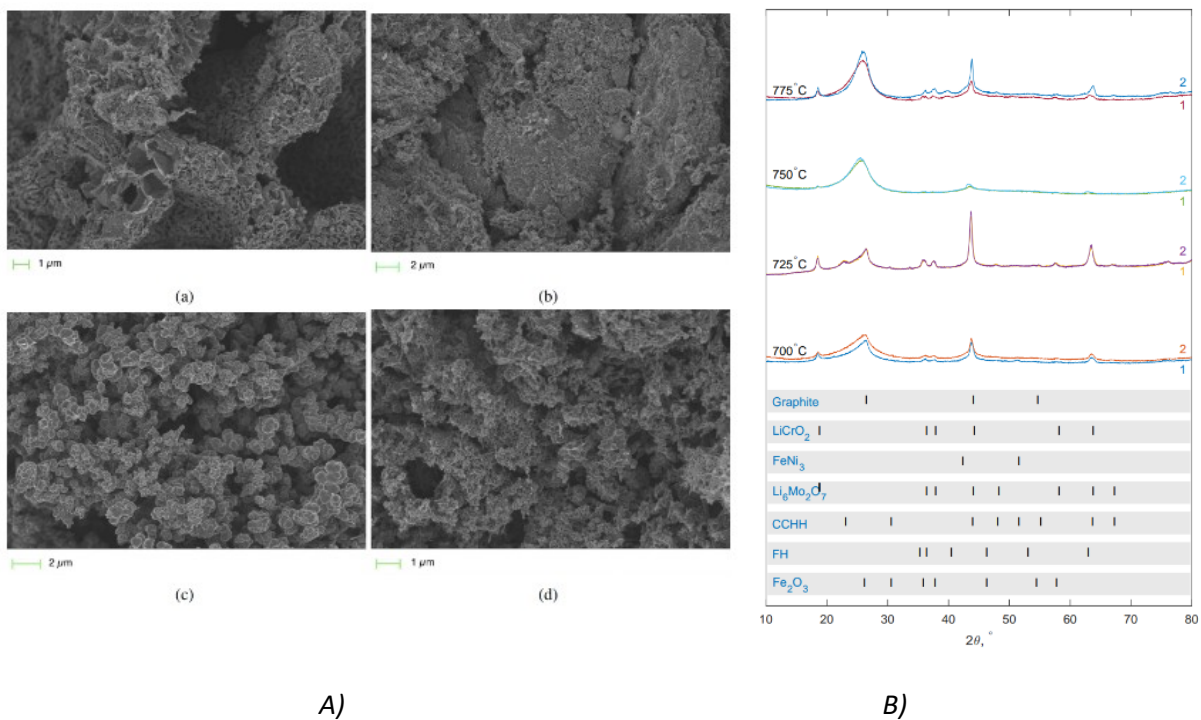 1 μm
2 μm
(a)
(b)
2 μm
1 μm
(c)
(d)
A)
775°C
2
1
750°C
2
1
725°C
2
1
700°C
2
1
Graphite
LiCrO₂
FeNi₃
Li₆Mo₂O₇
CCHH
FH
Fe₂O₃
10 20 30 40 50 60 70 80
2θ, °
B)